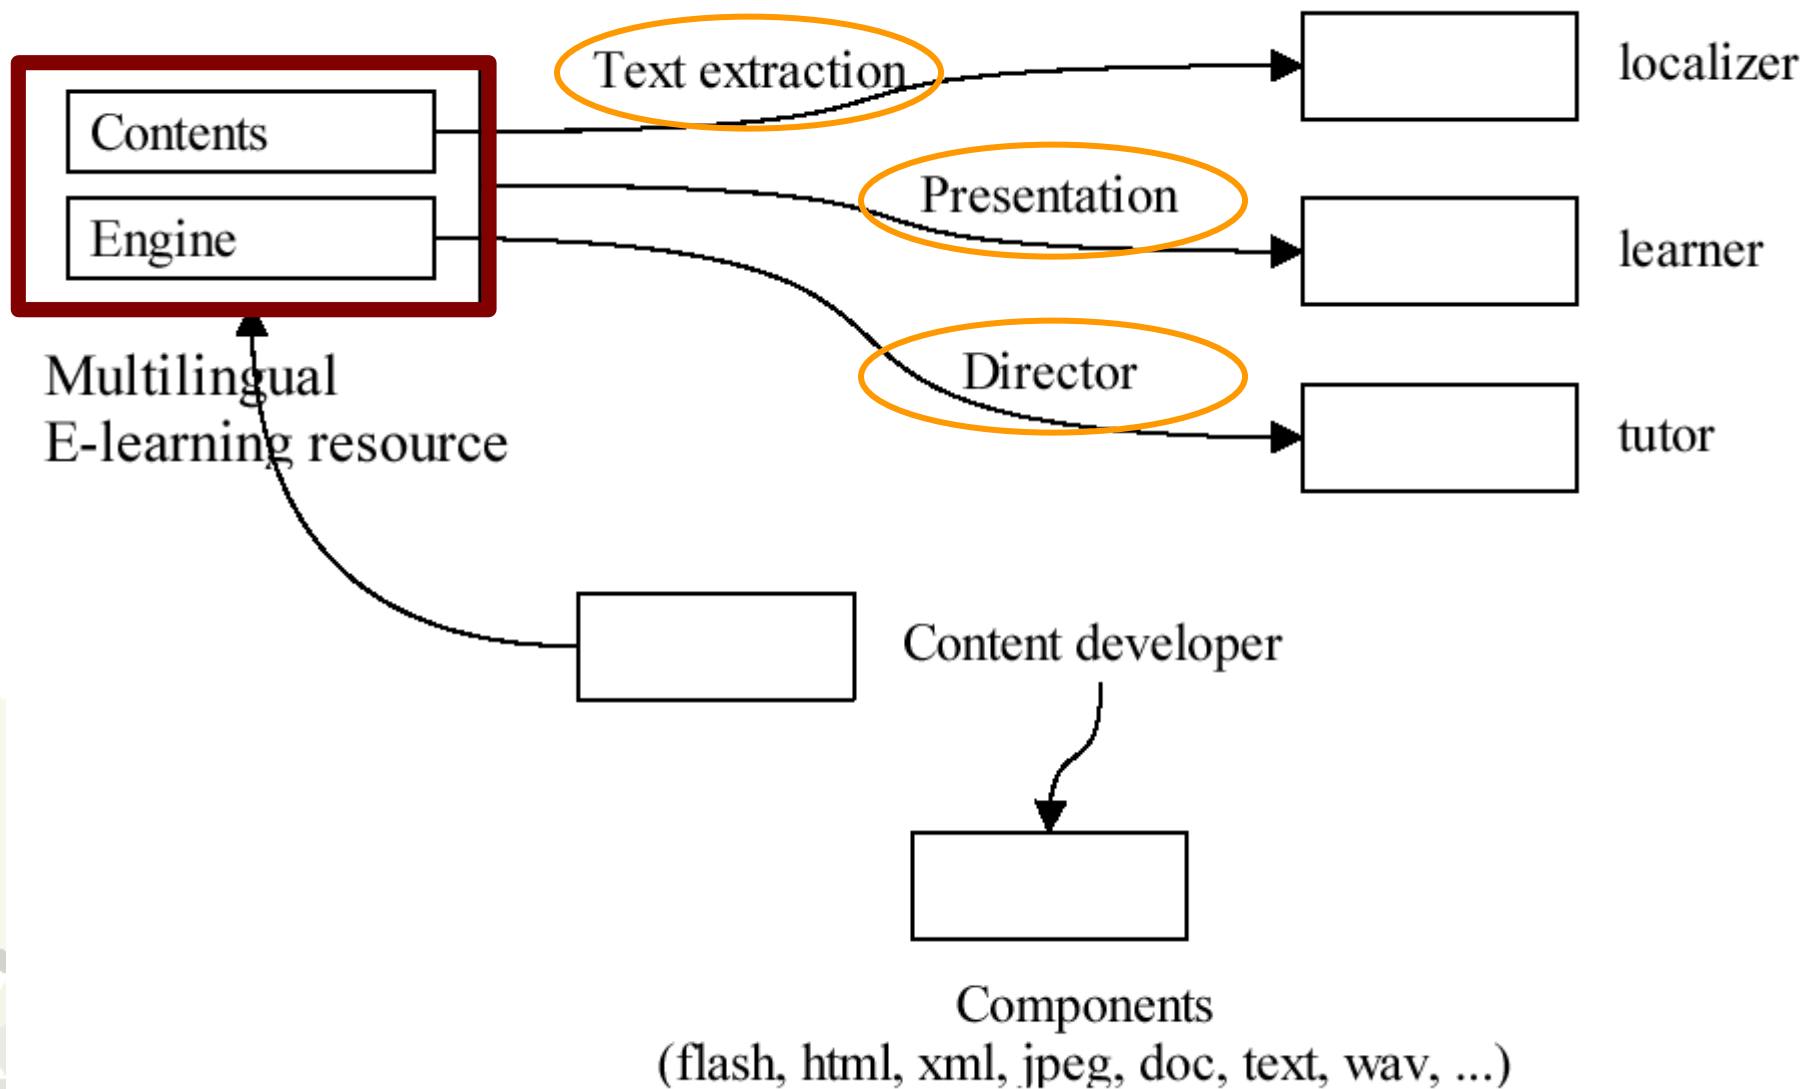 Text extraction
localizer
Contents
Presentation
Engine
learner
Multilingual
E-learning resource
Director
tutor
Content developer
Components
(flash, html, xml, jpeg, doc, text, wav, ...)